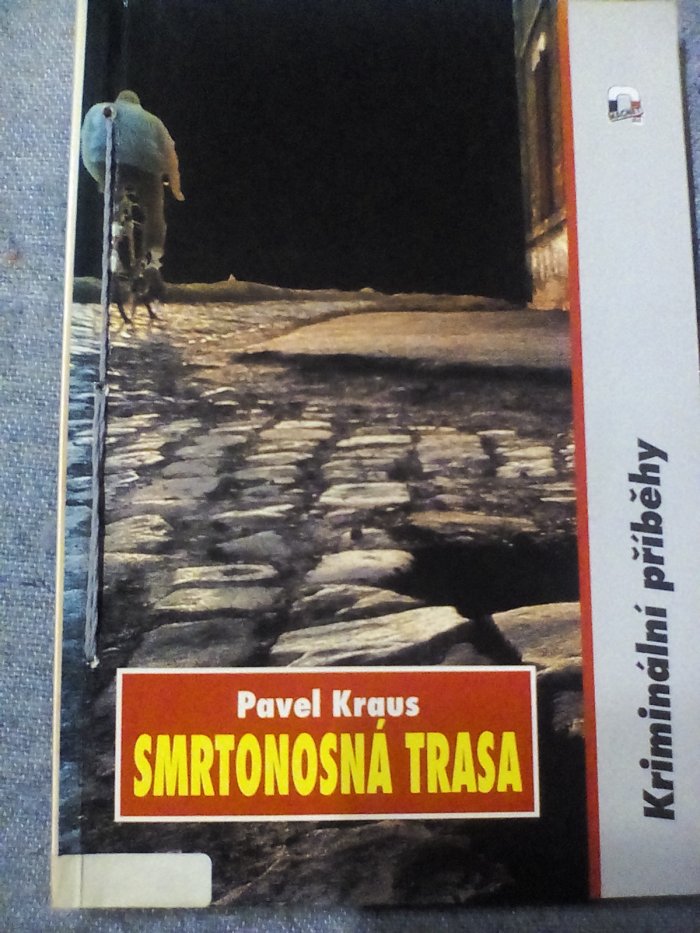 Pavel Kraus
SMRTONOSNÁ TRASA
Kriminální příběhy